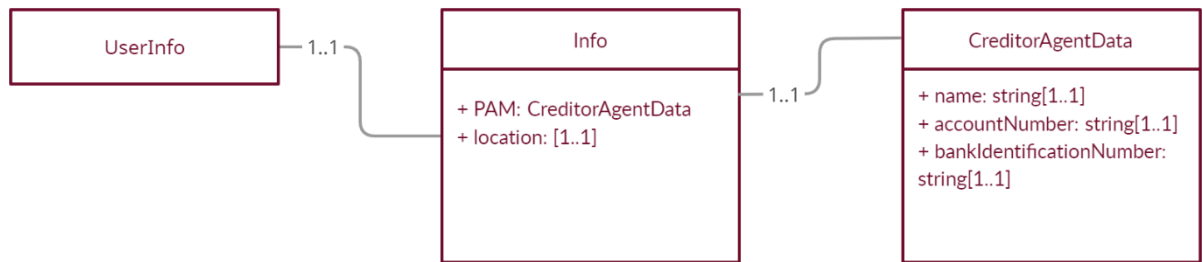 UserInfo
1..1
Info
+ PAM: CreditorAgentData
+ location: [1..1]
1..1
CreditorAgentData
+ name: string[1..1]
+ accountNumber: string[1..1]
+ bankIdentificationNumber:
string[1..1]